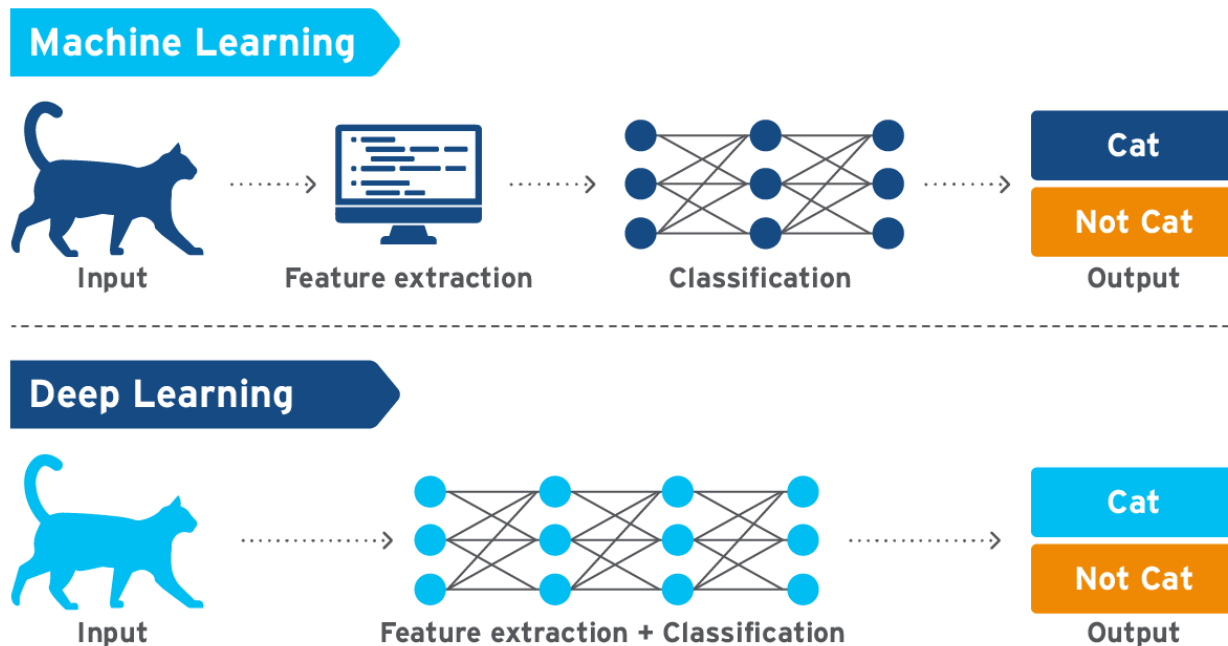 Machine Learning
Input
Feature extraction
Classification
Cat
Not Cat
Output
Deep Learning
Input
Feature extraction + Classification
Cat
Not Cat
Output